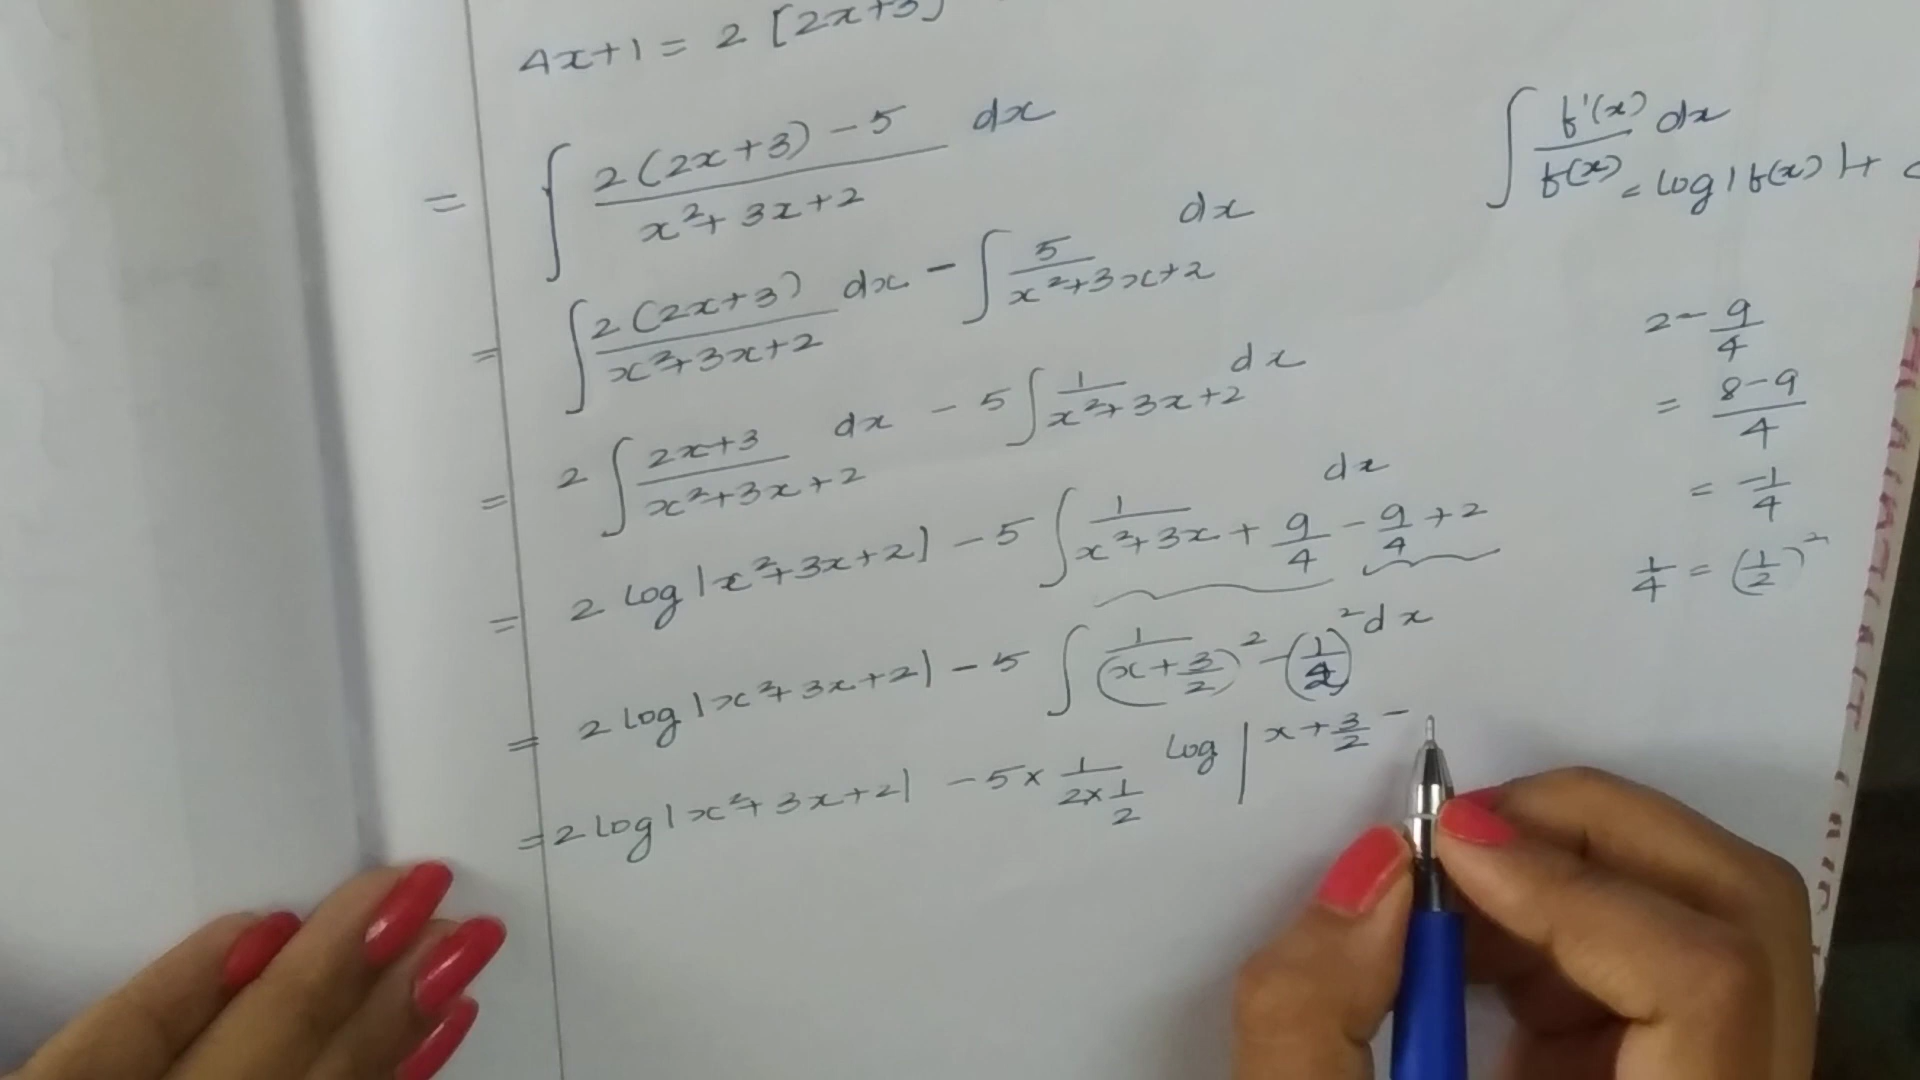 4x+1 = 2 [2x+3]
= ∫ 2(2x+3) - 5 / x²+3x+2 dx
= ∫ 2(2x+3) / x²+3x+2 dx - ∫ 5 / x²+3x+2 dx
= 2 ∫ 2x+3 / x²+3x+2 dx - 5 ∫ 1 / x²+3x+2 dx
= 2 log |x²+3x+2| - 5 ∫ 1 / x²+3x + 9/4 - 9/4 + 2 dx
= 2 log |x²+3x+2| - 5 ∫ 1 / (x+3/2)² - (1/2)² dx
= 2 log |x²+3x+2| - 5 × 1 / 2×1/2 log | x+3/2 -
∫ f'(x) / f(x) dx
= log |f(x)| + c
2 - 9/4
= 8-9 / 4
= -1/4
1/4 = (1/2)²